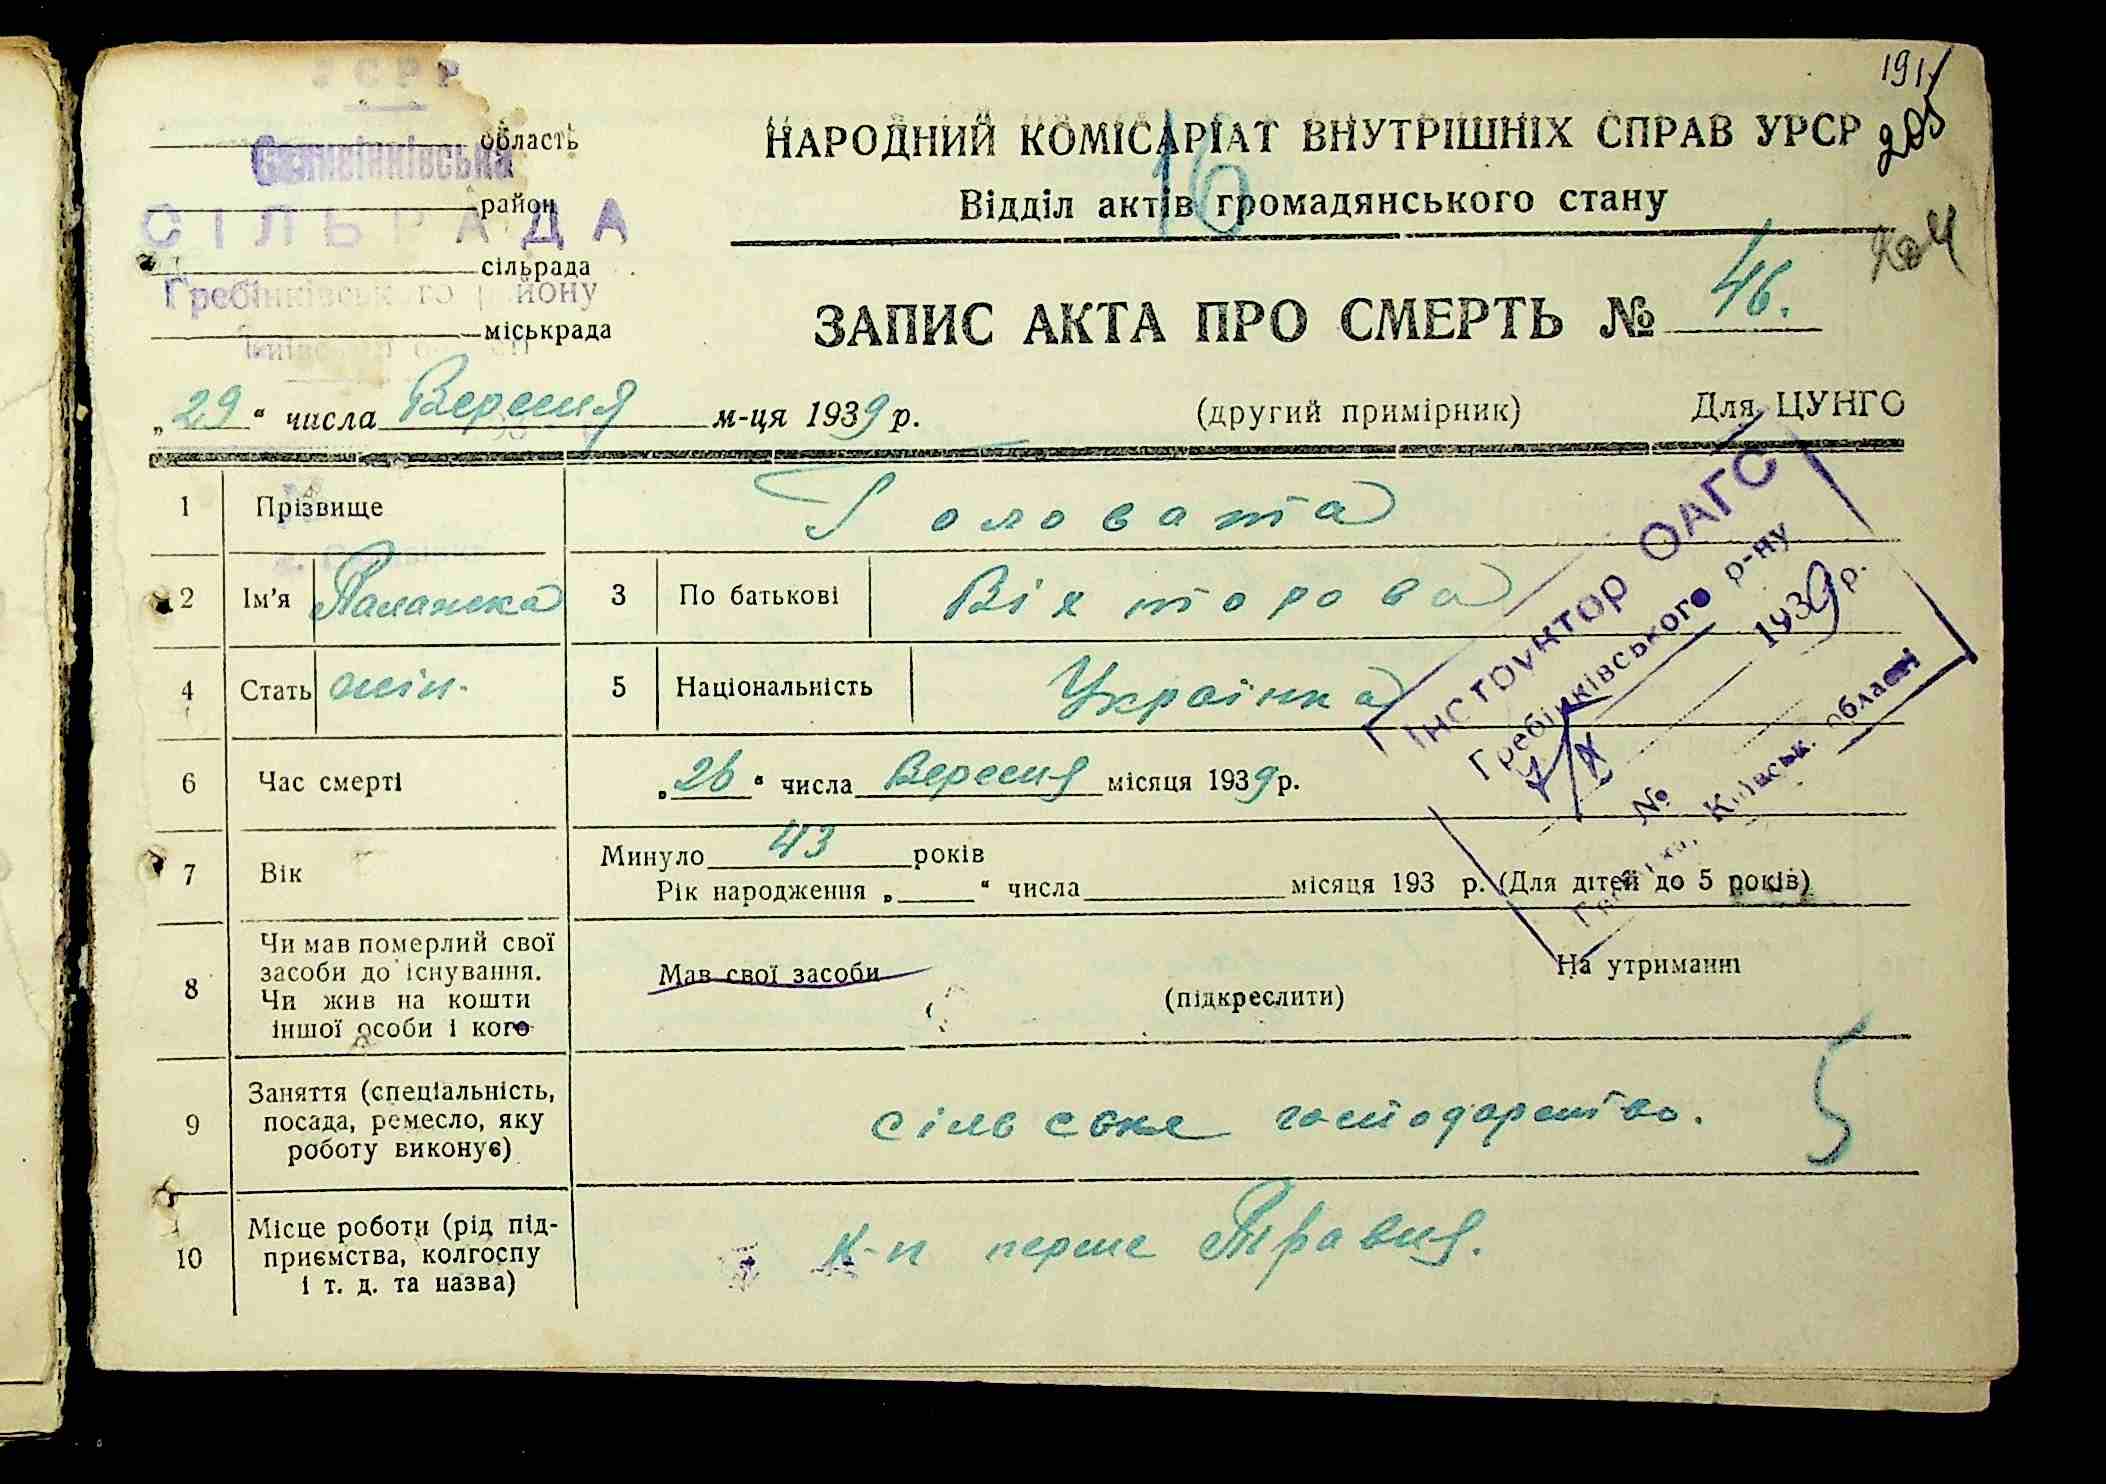 УСРР
область
Саливінківська
район
СІЛЬРАДА
сільрада
Гребінківського району
міськрада
191
205
204
НАРОДНИЙ КОМІСАРІАТ ВНУТРІШНІХ СПРАВ УРСР
16
Відділ актів громадянського стану
ЗАПИС АКТА ПРО СМЕРТЬ № 46.
„29“ числа Вересня м-ця 1939 р.
(другий примірник) Для ЦУНГО
1 Прізвище Головата
2 Ім'я Палажка 3 По батькові Вікторова
4 Стать жін. 5 Національність Українка
6 Час смерті „26“ числа Вересня місяця 1939 р.
7 Вік Минуло 43 років
Рік народження „ “ числа місяця 193 р. (Для дітей до 5 років)
8 Чи мав померлий свої засоби до існування.
Чи жив на кошти іншої особи і кого
Мав свої засоби (підкреслити) На утриманні
9 Заняття (спеціальність, посада, ремесло, яку роботу виконує)
сільське господарство.
5
10 Місце роботи (рід підприємства, колгоспу і т. д. та назва)
К-п перше Травня.
Інструктор ОАГС
Гребінківського р-ну
1939 р.
№
Київськ. області